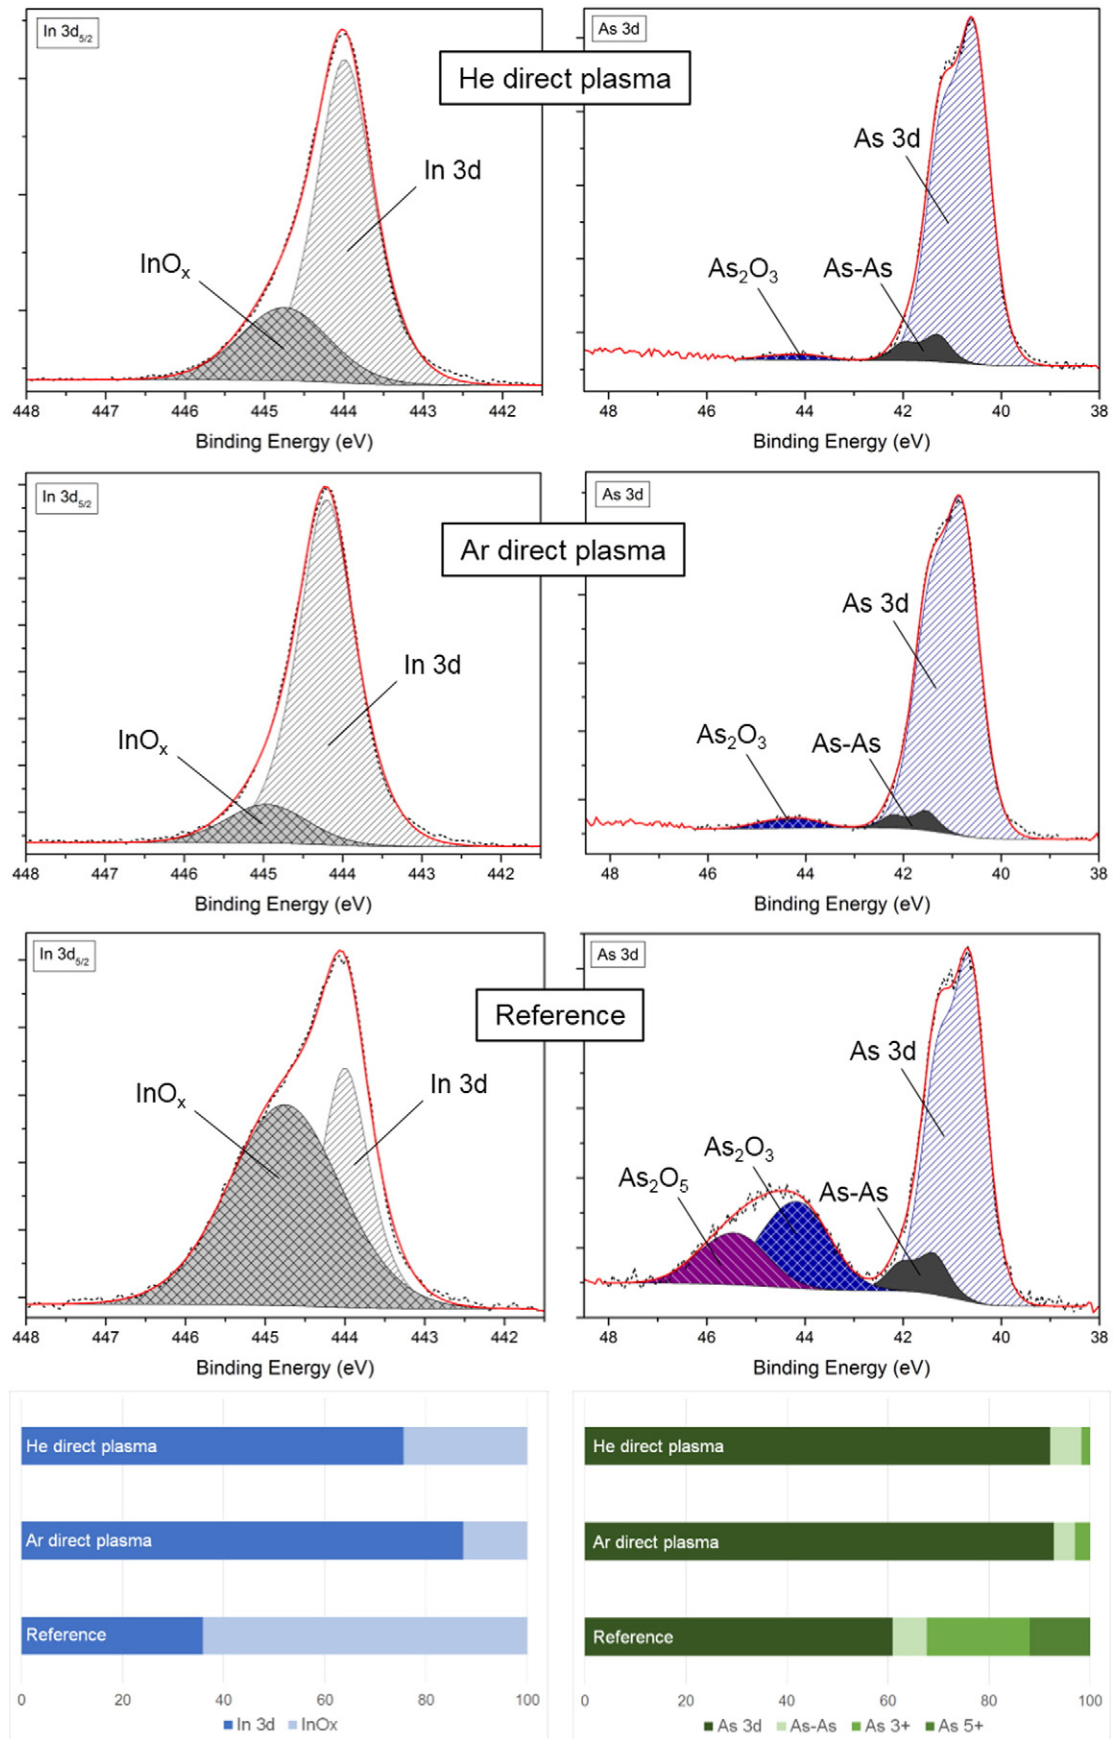 In 3d5/2
As 3d
He direct plasma
In 3d
InOx
As 3d
As2O3
As-As
448 447 446 445 444 443 442
48 46 44 42 40 38
Binding Energy (eV)
Binding Energy (eV)
In 3d5/2
As 3d
Ar direct plasma
In 3d
InOx
As 3d
As2O3
As-As
448 447 446 445 444 443 442
48 46 44 42 40 38
Binding Energy (eV)
Binding Energy (eV)
In 3d5/2
As 3d
Reference
InOx
In 3d
As 3d
As2O3
As2O5
As-As
448 447 446 445 444 443 442
48 46 44 42 40 38
Binding Energy (eV)
Binding Energy (eV)
He direct plasma
Ar direct plasma
Reference
0 20 40 60 80 100
In 3d InOx
He direct plasma
Ar direct plasma
Reference
0 20 40 60 80 100
As 3d As-As As 3+ As 5+